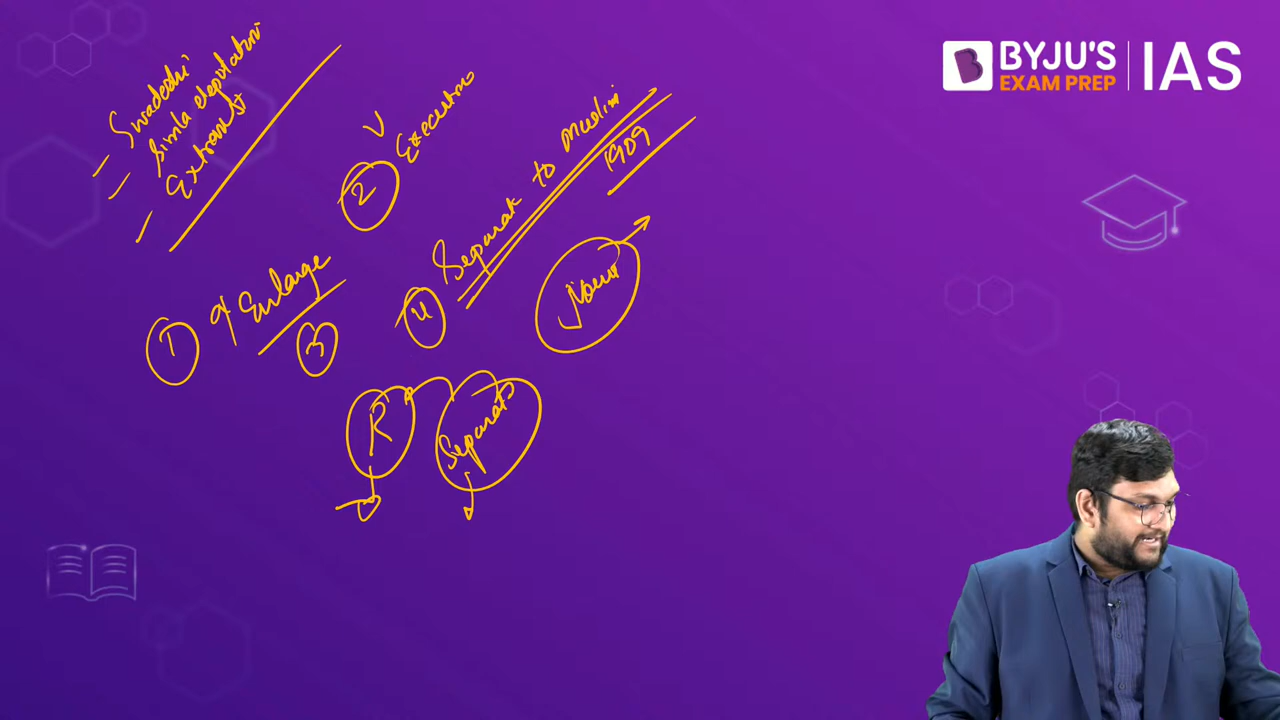 BYJU'S
EXAM PREP
IAS
- Swadeshi
- Simla deputation
- Extremist
① of Enlarge
② Executive
③
④ Separate to Muslim
1909
R
Separate